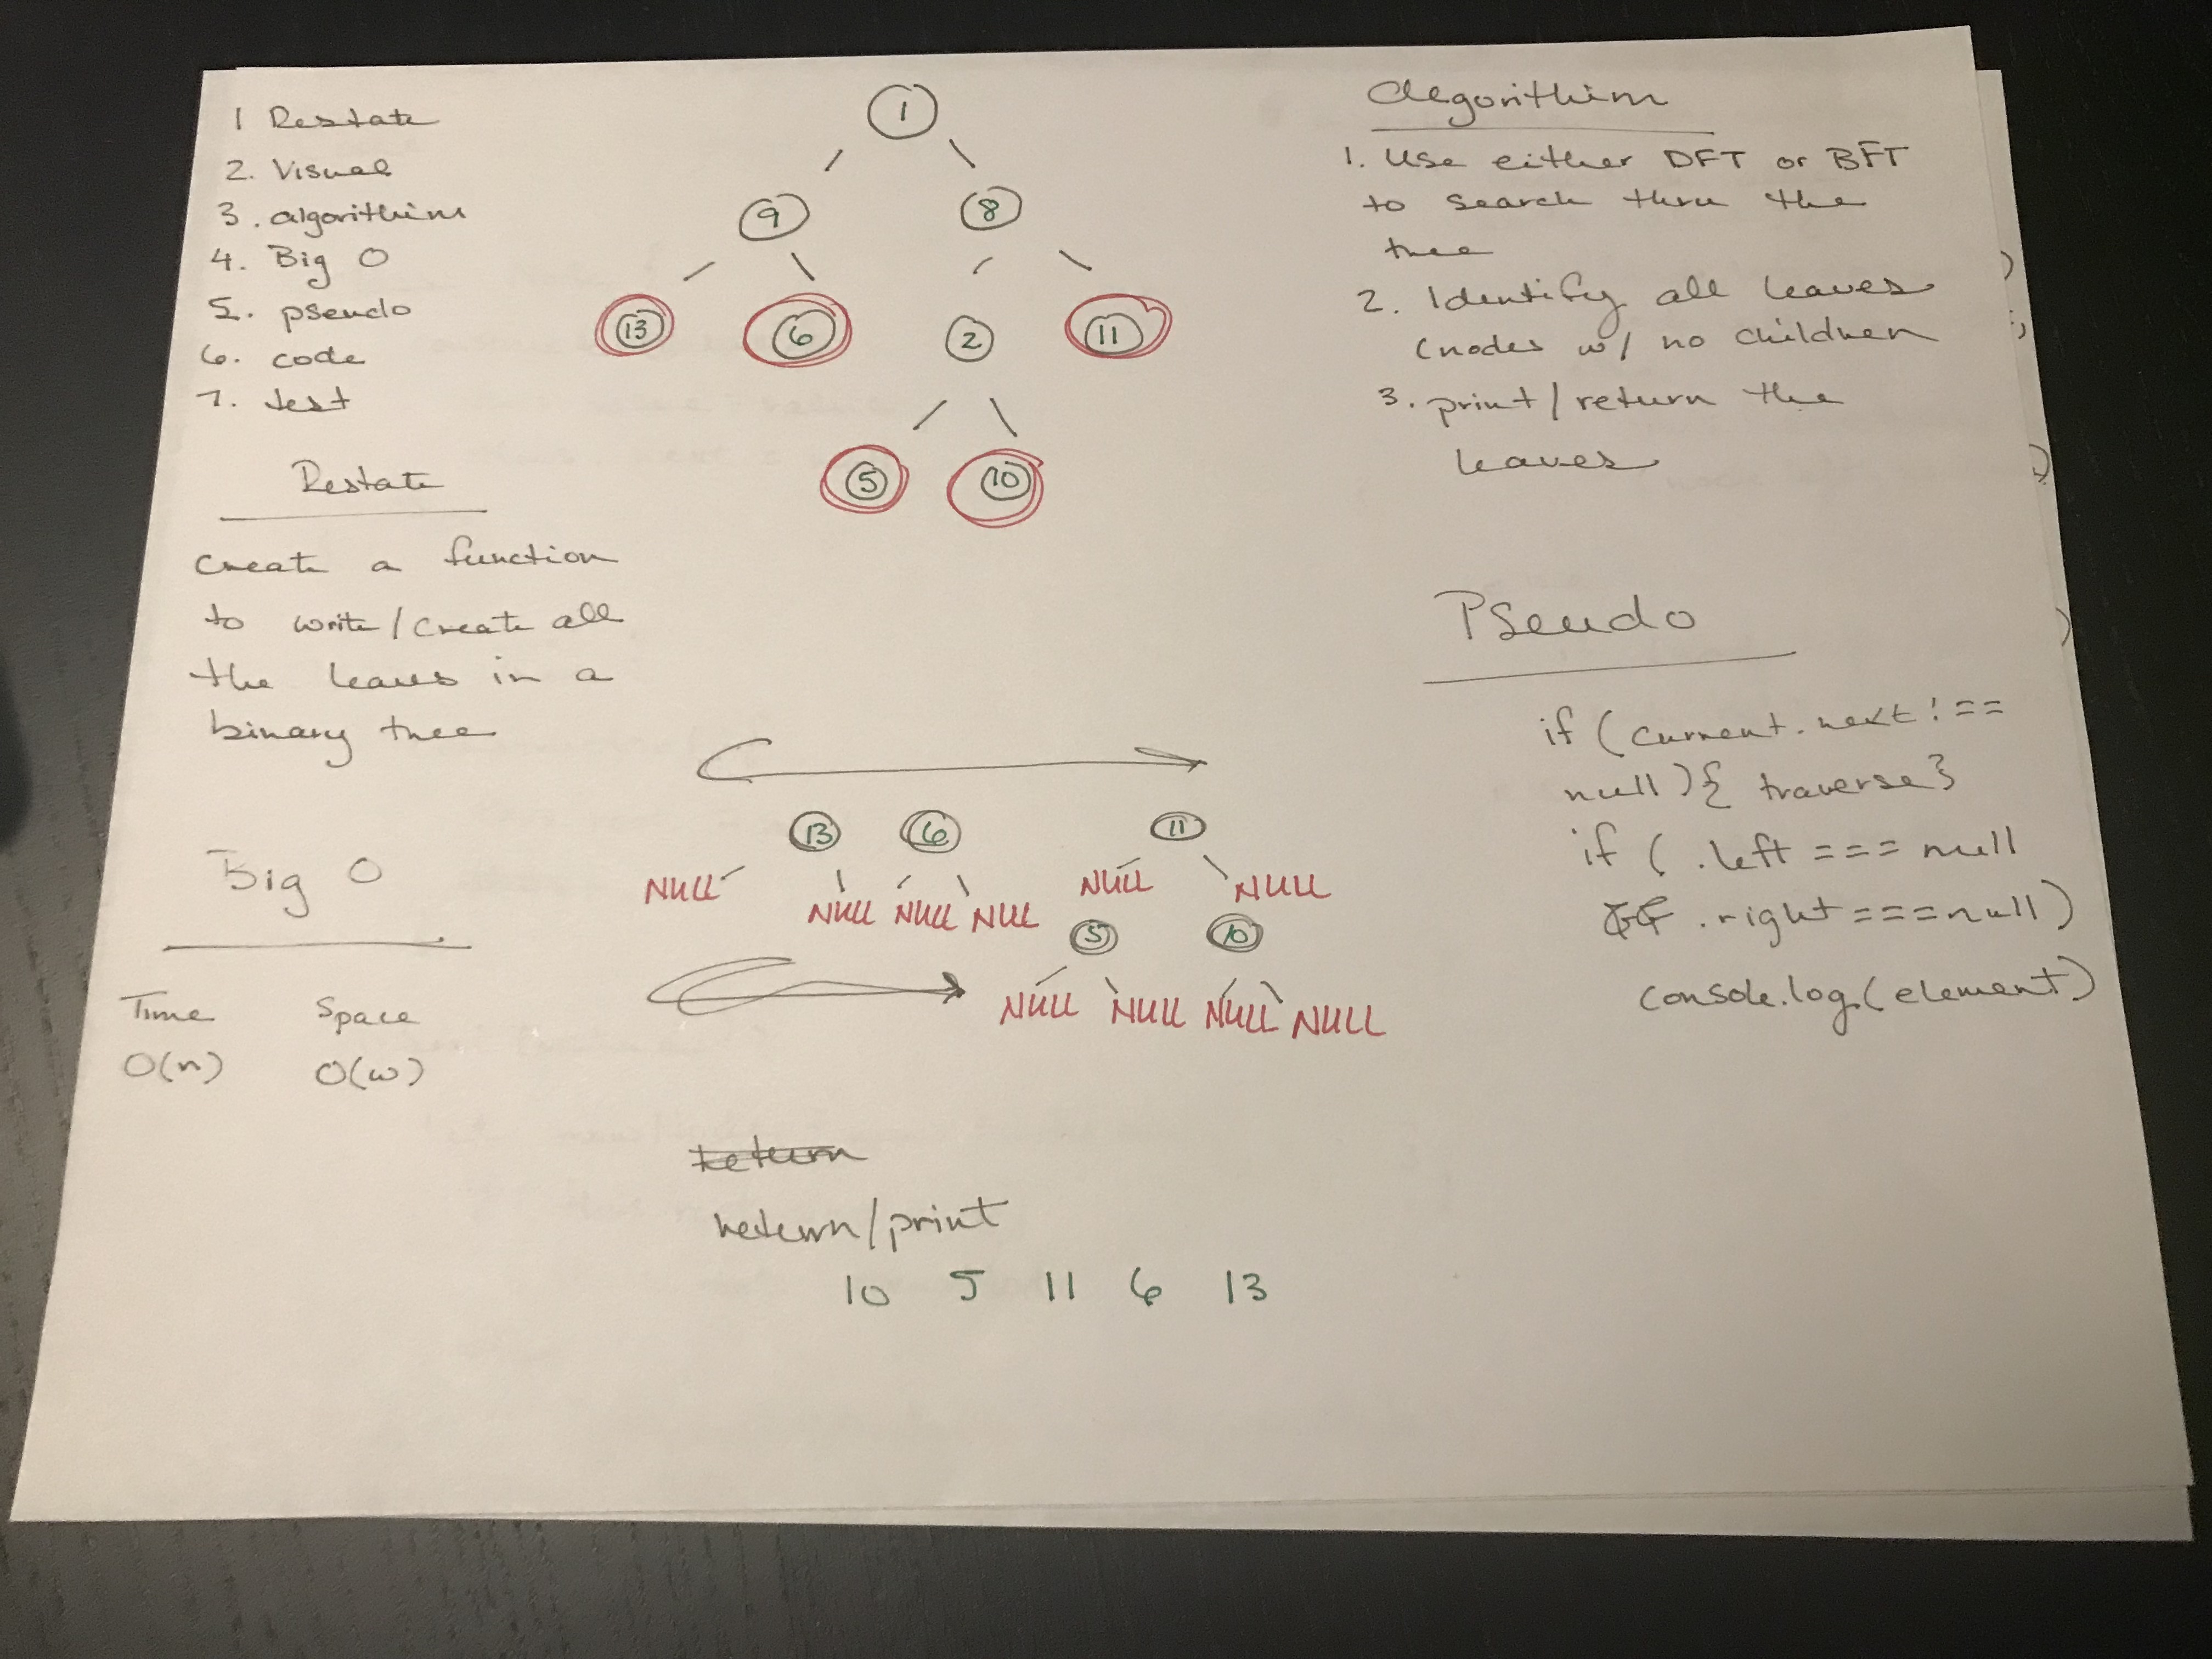 1 Restate
2. Visual
3. algorithim
4. Big O
5. pseudo
6. code
7. test
Restate
create a function
to write/create all
the leaves in a
binary tree
Big O
Time Space
O(n) O(w)
1
9 8
13 6 2 11
5 10
13 6 11
NULL NULL NULL NULL NULL NULL
5 10
NULL NULL NULL NULL
return
return/print
10 5 11 6 13
algorithim
1. Use either DFT or BFT
to search thru the
tree
2. Identify all leaves
(nodes w/ no children
3. print/return the
leaves
PSeudo
if (current.next !==
null) { traverse}
if ( .left === null
&& .right === null)
console.log(element)